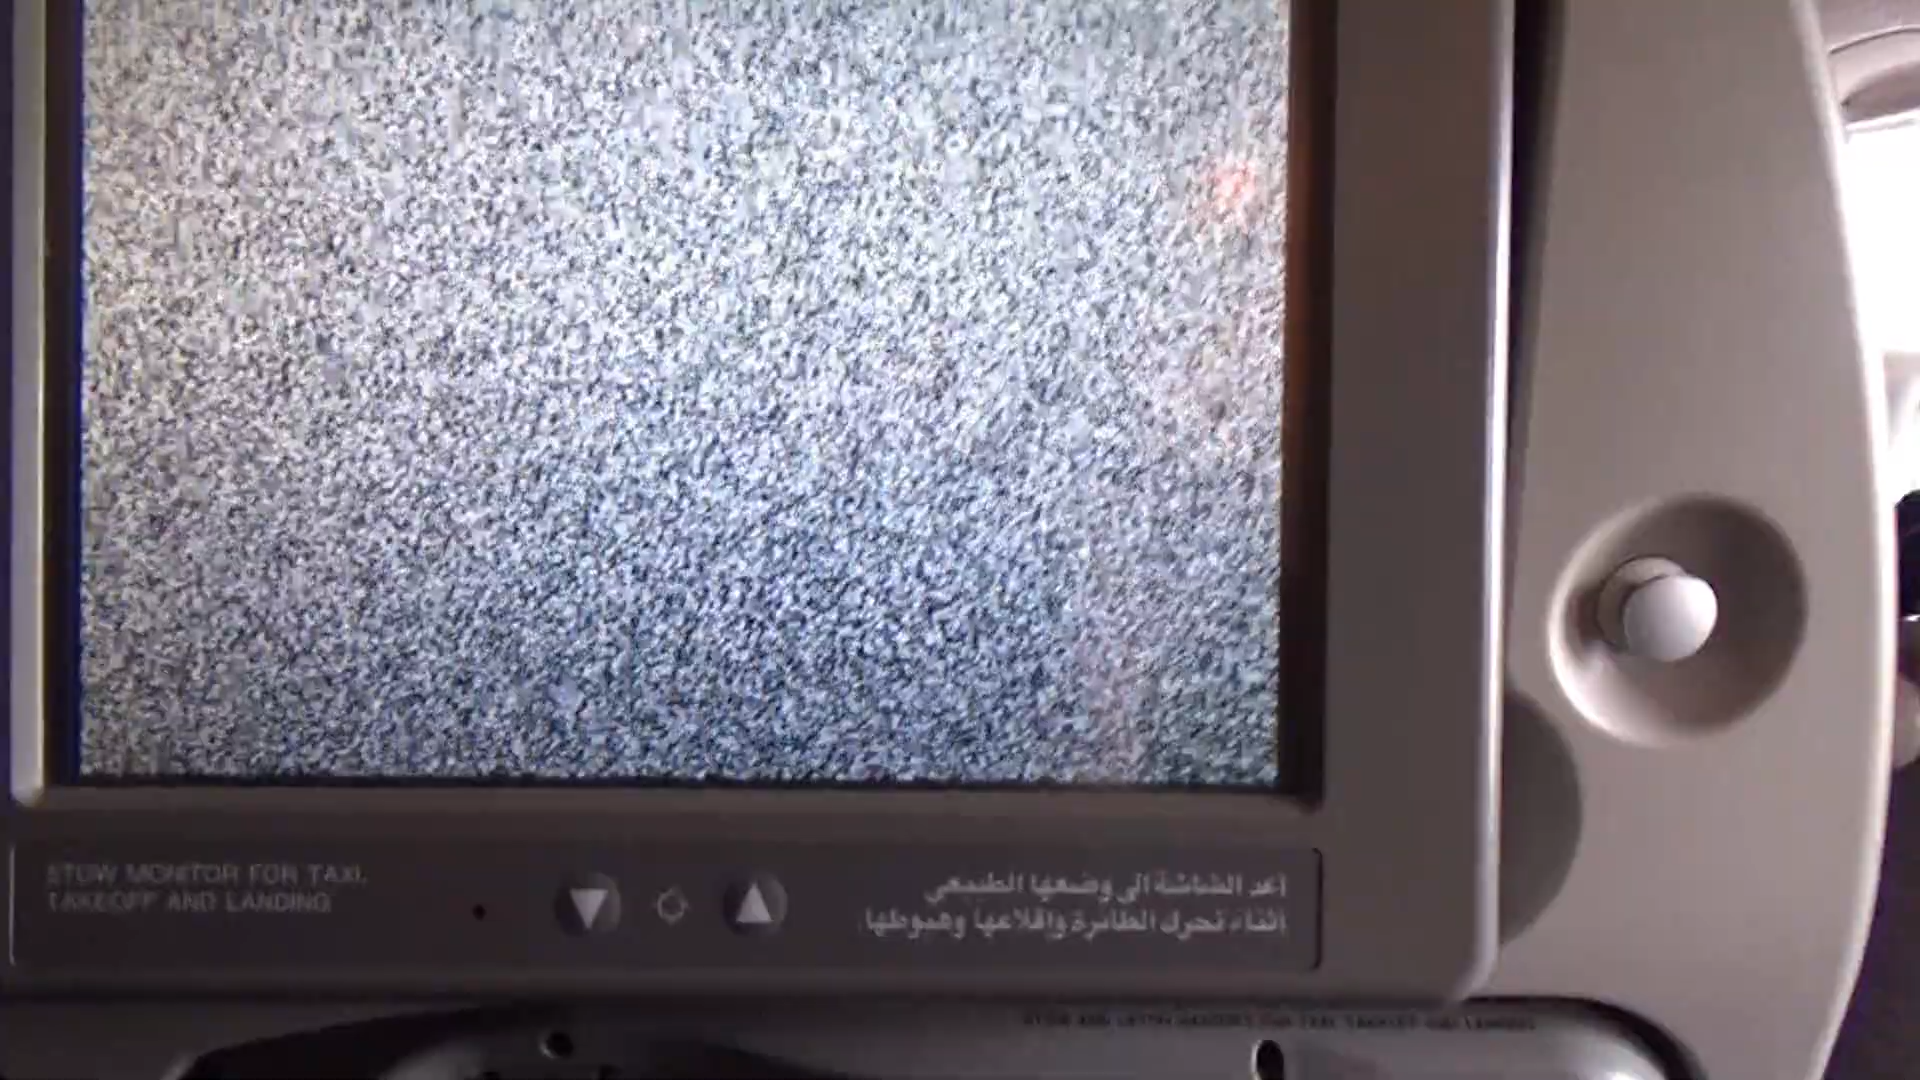 STOW MONITOR FOR TAXI,
TAKEOFF AND LANDING
أعد الشاشة الى وضعها الطبيعي
أثناء تحرك الطائرة وإقلاعها وهبوطها